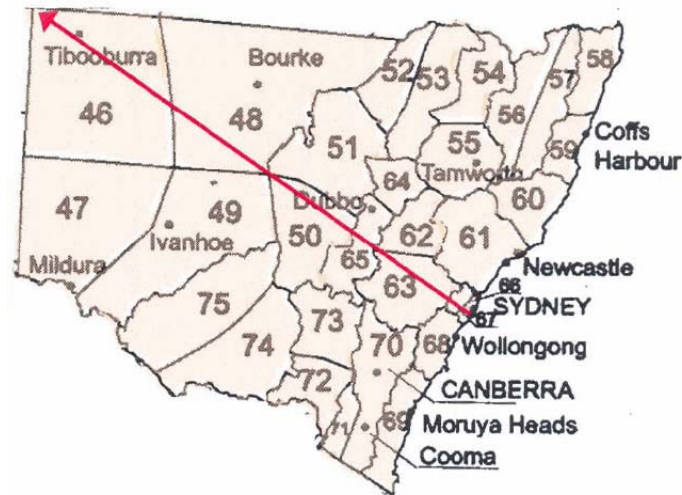 Tibooburra
Bourke
52
53
54
57
58
46
48
56
51
55
59
Coffs
Harbour
Tamworth
47
49
64
60
Dubbo
Ivanhoe
50
62
61
Mildura
65
Newcastle
63
66
SYDNEY
67
75
73
74
70
68
Wollongong
72
CANBERRA
71
69
Moruya Heads
Cooma